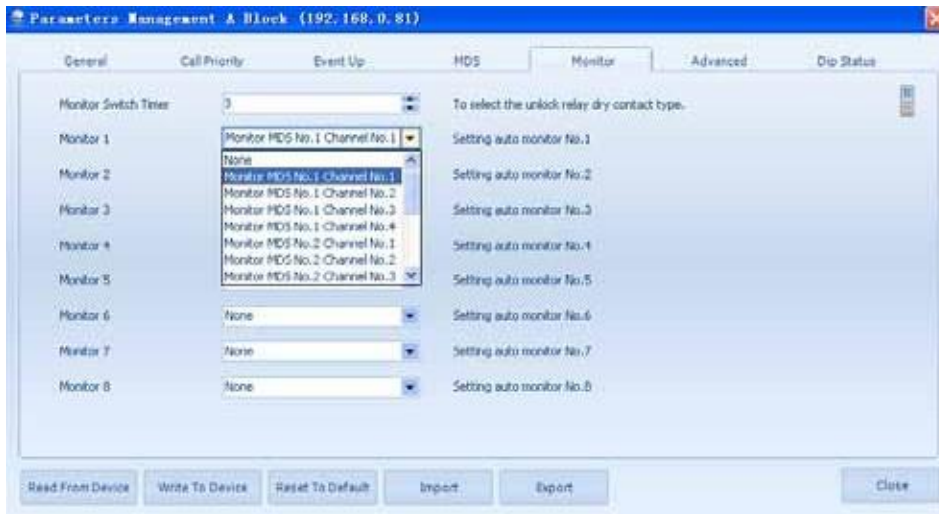 Parameters Management A Block (192.168.0.81)
General Call Priority Event Up MDS Monitor Advanced Dip Status
Monitor Switch Timer 3 To select the unlock relay dry contact type.
Monitor 1 Monitor MDS No.1 Channel No.1 Setting auto monitor No.1
None
Monitor MDS No.1 Channel No.1
Monitor 2 Setting auto monitor No.2
Monitor MDS No.1 Channel No.2
Monitor MDS No.1 Channel No.3
Monitor 3 Setting auto monitor No.3
Monitor MDS No.1 Channel No.4
Monitor MDS No.2 Channel No.1
Monitor 4 Setting auto monitor No.4
Monitor MDS No.2 Channel No.2
Monitor MDS No.2 Channel No.3
Monitor 5 Setting auto monitor No.5
Monitor 6 None Setting auto monitor No.6
Monitor 7 None Setting auto monitor No.7
Monitor 8 None Setting auto monitor No.8
Read From Device Write To Device Reset To Default Import Export Close